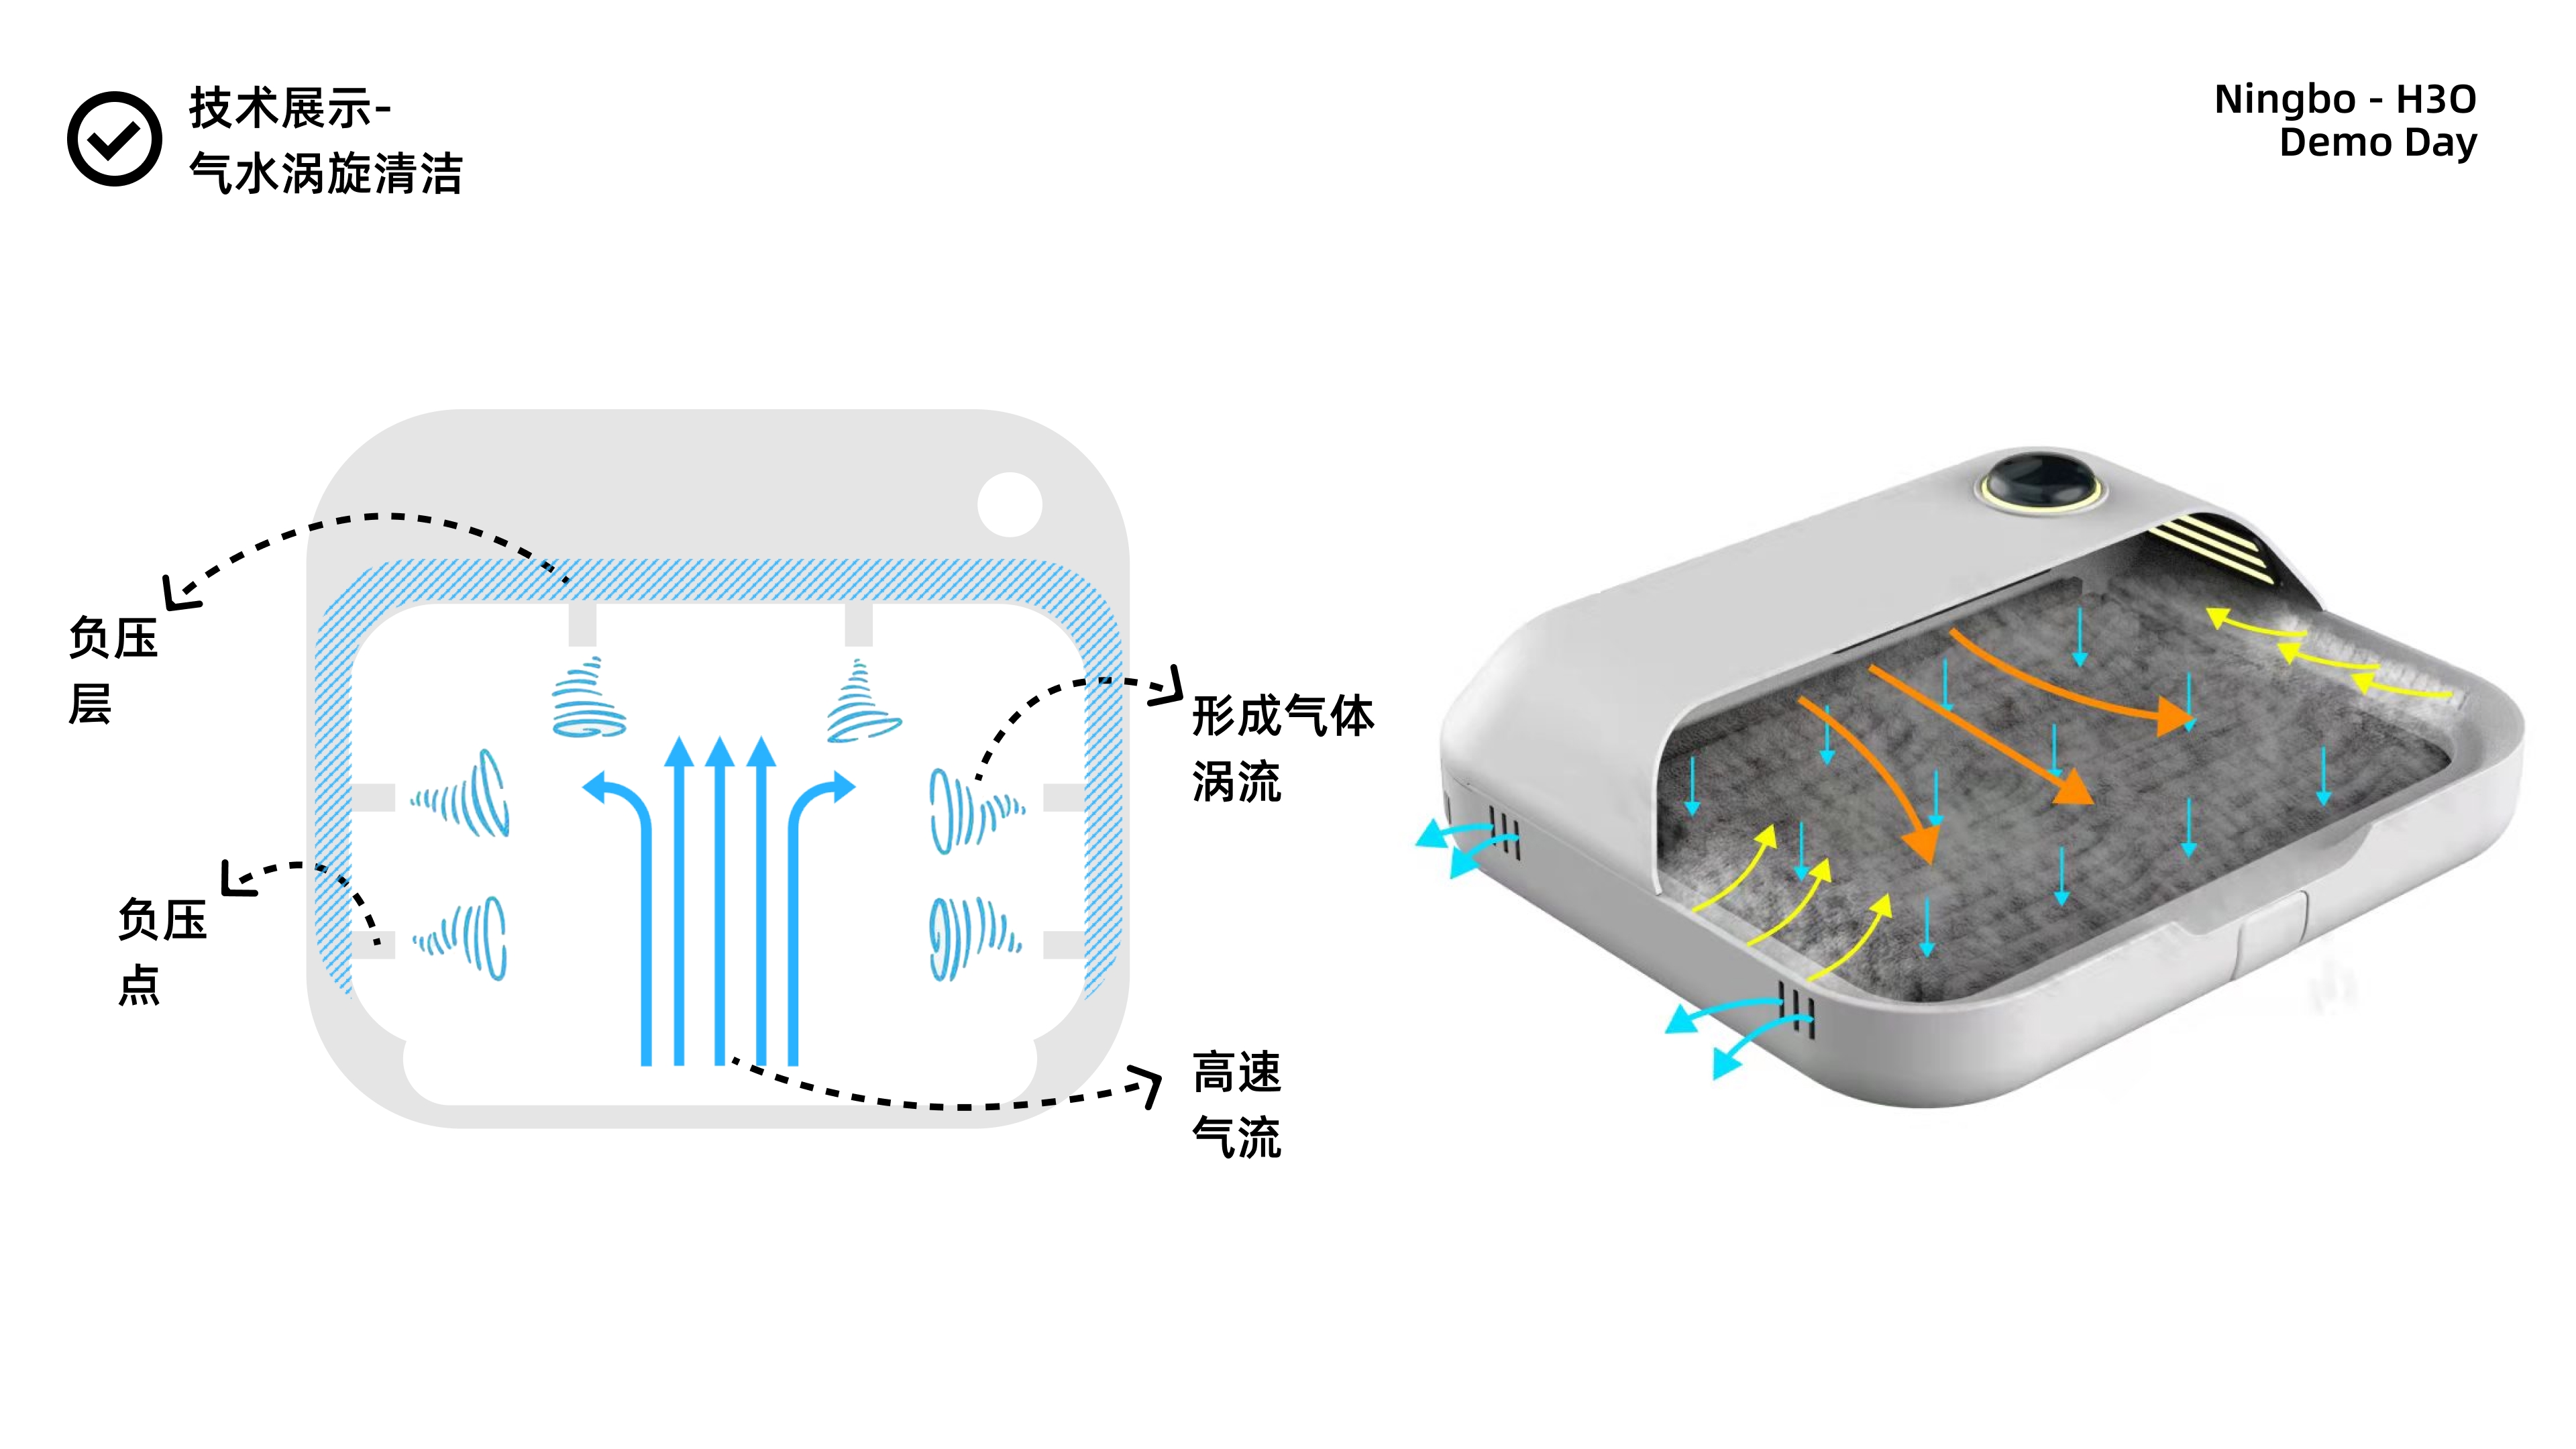 技术展示-
气水涡旋清洁
Ningbo - H3O
Demo Day
负压
层
形成气体
涡流
负压
点
高速
气流